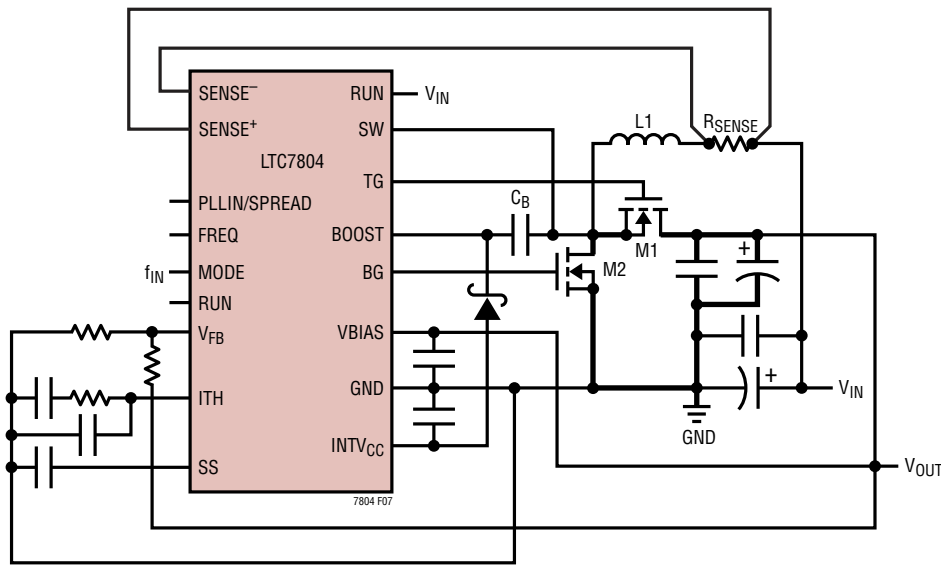 L1
R_SENSE
SENSE⁻
RUN
V_IN
SENSE⁺
SW
LTC7804
TG
PLLIN/SPREAD
C_B
FREQ
BOOST
M1
+
f_IN
MODE
BG
M2
RUN
V_FB
VBIAS
ITH
GND
+
V_IN
GND
INTV_CC
SS
V_OUT
7804 F07